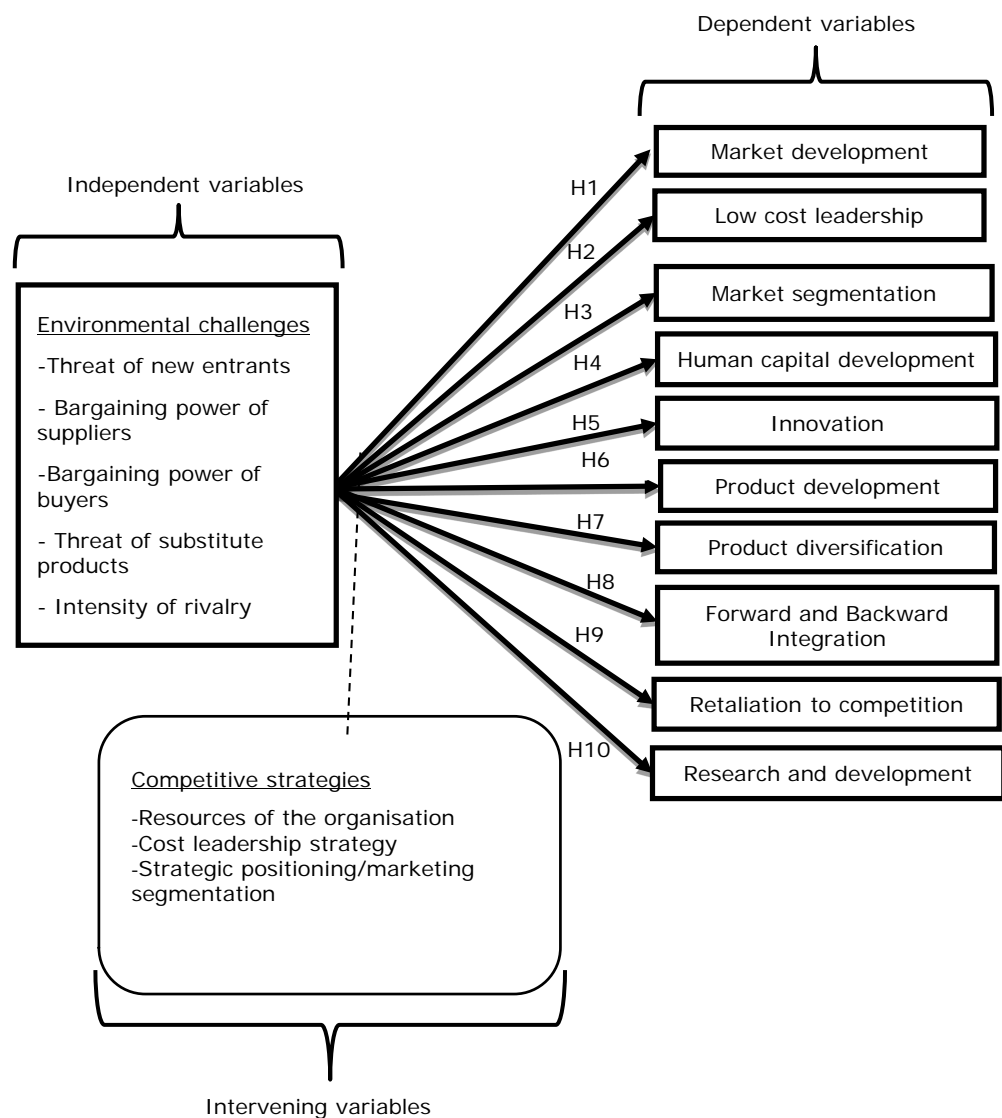 Dependent variables
Market development
Independent variables
H1
Low cost leadership
H2
Market segmentation
H3
Environmental challenges
-Threat of new entrants
- Bargaining power of
suppliers
-Bargaining power of
buyers
- Threat of substitute
products
- Intensity of rivalry
H4
Human capital development
H5
Innovation
H6
Product development
H7
Product diversification
H8
Forward and Backward
Integration
H9
Retaliation to competition
H10
Research and development
Competitive strategies
-Resources of the organisation
-Cost leadership strategy
-Strategic positioning/marketing
segmentation
Intervening variables